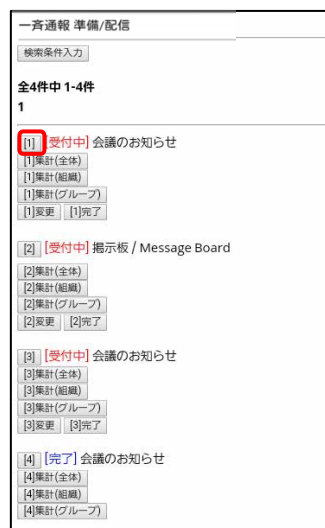 一斉通報 準備/配信
検索条件入力
全4件中 1-4件
1
[1] [受付中] 会議のお知らせ
[1]集計(全体)
[1]集計(組織)
[1]集計(グループ)
[1]変更 [1]完了
[2] [受付中] 掲示板 / Message Board
[2]集計(全体)
[2]集計(組織)
[2]集計(グループ)
[2]変更 [2]完了
[3] [受付中] 会議のお知らせ
[3]集計(全体)
[3]集計(組織)
[3]集計(グループ)
[3]変更 [3]完了
[4] [完了] 会議のお知らせ
[4]集計(全体)
[4]集計(組織)
[4]集計(グループ)